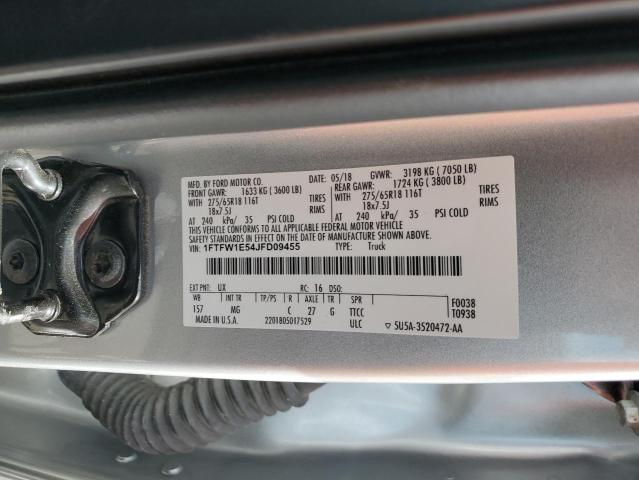 MFD. BY FORD MOTOR CO. DATE: 05/18 GVWR: 3198 KG ( 7050 LB)
FRONT GAWR: 1633 KG ( 3600 LB) REAR GAWR: 1724 KG ( 3800 LB)
WITH 275/65R18 116T TIRES WITH 275/65R18 116T TIRES
18x7.5J RIMS 18x7.5J RIMS
AT 240 kPa/ 35 PSI COLD AT 240 kPa/ 35 PSI COLD
THIS VEHICLE CONFORMS TO ALL APPLICABLE FEDERAL MOTOR VEHICLE SAFETY STANDARDS IN EFFECT ON THE DATE OF MANUFACTURE SHOWN ABOVE.
VIN: 1FTFW1E54JFD09455 TYPE: Truck
EXT PNT: UX RC: 16 DSO:
WB INT TR TP/PS R AXLE TR SPR F0038
157 M C 27 G TTCC T0938
MADE IN U.S.A. 2201805017529 ULC 5U5A-3520472-AA